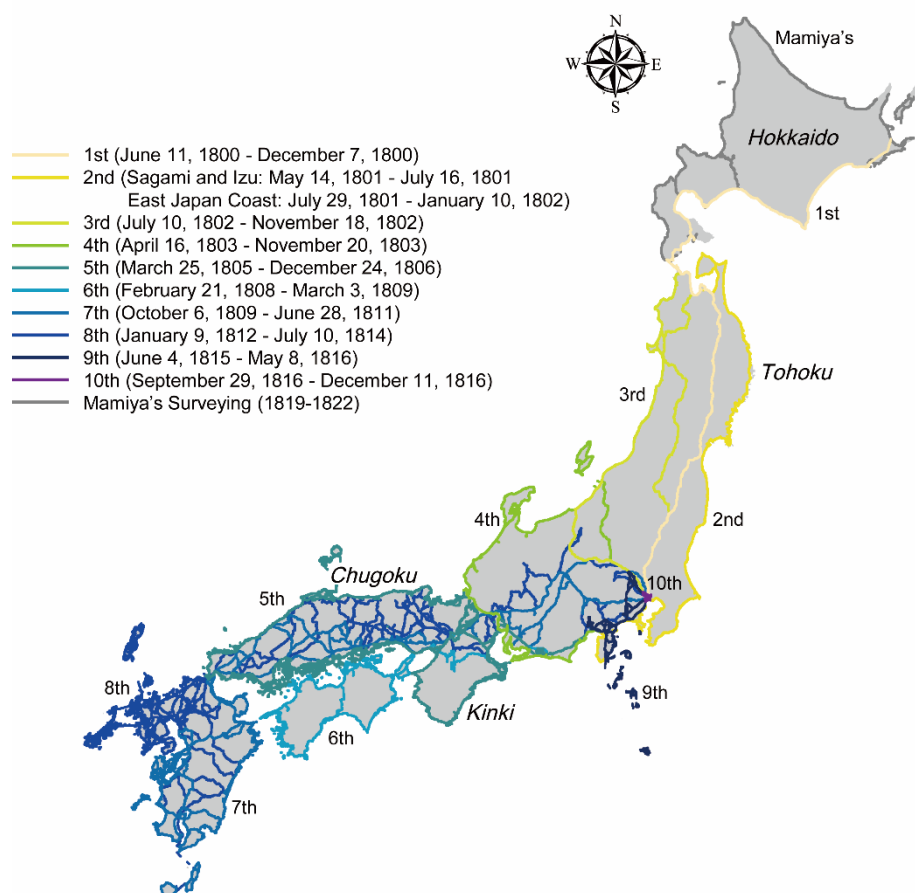 Mamiya's
N
W E
S
Hokkaido
1st (June 11, 1800 - December 7, 1800)
2nd (Sagami and Izu: May 14, 1801 - July 16, 1801
East Japan Coast: July 29, 1801 - January 10, 1802)
3rd (July 10, 1802 - November 18, 1802)
4th (April 16, 1803 - November 20, 1803)
5th (March 25, 1805 - December 24, 1806)
6th (February 21, 1808 - March 3, 1809)
7th (October 6, 1809 - June 28, 1811)
8th (January 9, 1812 - July 10, 1814)
9th (June 4, 1815 - May 8, 1816)
10th (September 29, 1816 - December 11, 1816)
Mamiya's Surveying (1819-1822)
1st
Tohoku
3rd
4th
2nd
Chugoku
10th
5th
8th
9th
Kinki
6th
7th